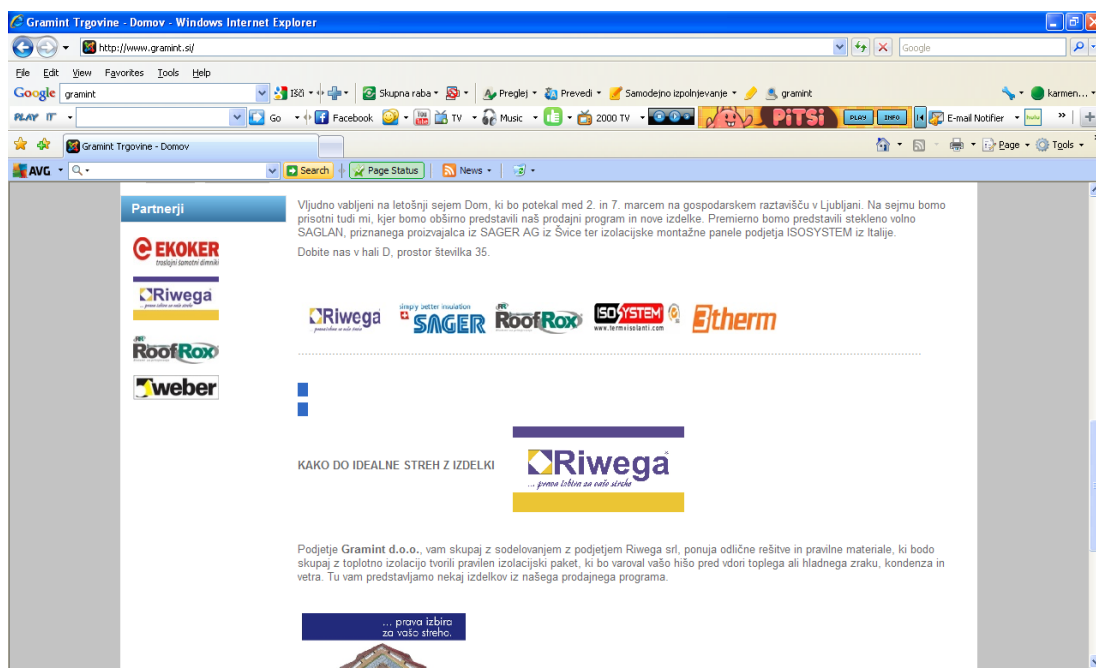 Gramint Trgovine - Domov - Windows Internet Explorer
http://www.gramint.si/
Google
File Edit View Favorites Tools Help
Google gramint Išči Skupna raba Preglej Prevedi Samodejno izpolnjevanje gramint karmen...
PLAY IT Go Facebook TV Music 2000 TV PiTSi PLAY INFO E-mail Notifier
Gramint Trgovine - Domov Page Tools
AVG Search Page Status News
Partnerji
EKOKER
troslojni šamotni dimniki
Riwega
RoofRox
weber
Vljudno vabljeni na letošnji sejem Dom, ki bo potekal med 2. in 7. marcem na gospodarskem raztavišču v Ljubljani. Na sejmu bomo
prisotni tudi mi, kjer bomo obširno predstavili naš prodajni program in nove izdelke. Premierno bomo predstavili stekleno volno
SAGLAN, priznanega proizvajalca iz SAGER AG iz Švice ter izolacijske montažne panele podjetja ISOSYSTEM iz Italije.
Dobite nas v hali D, prostor številka 35.
Riwega
simply better insulation
SAGER
RoofRox
ISOSYSTEM
www.termoisolanti.com
3therm
KAKO DO IDEALNE STREH Z IZDELKI
Riwega
... prava izbira za vašo streho
Podjetje Gramint d.o.o., vam skupaj z sodelovanjem z podjetjem Riwega srl, ponuja odlične rešitve in pravilne materiale, ki bodo
skupaj z toplotno izolacijo tvorili pravilen izolacijski paket, ki bo varoval vašo hišo pred vdori toplega ali hladnega zraku, kondenza in
vetra. Tu vam predstavljamo nekaj izdelkov iz našega prodajnega programa.
... prava izbira
za vašo streho.